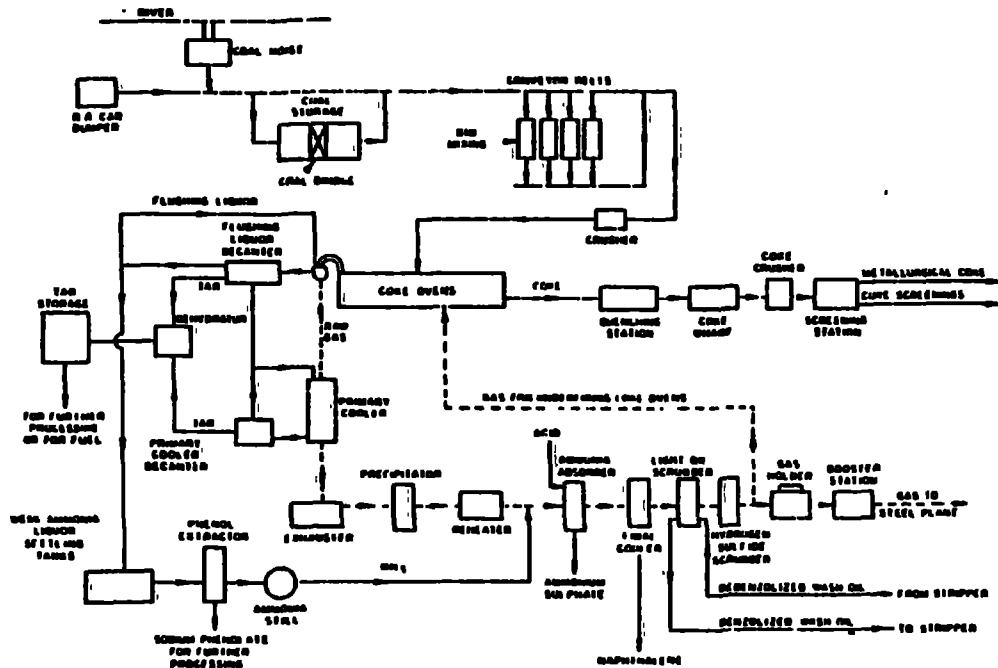 RIVER
COAL HOIST
R R CAR
DUMPER
COAL
STORAGE
COAL BRIDGE
CONVEYOR BELTS
BIN
MIXING
CRUSHER
FLUSHING LIQUOR
FLUSHING
LIQUOR
DECANTER
TAR
TAR
STORAGE
DEHYDRATOR
RAW
GAS
COKE OVENS
COKE
QUENCHING
STATION
COKE
WHARF
COKE
CRUSHER
SCREENING
STATION
METALLURGICAL COKE
COKE SCREENINGS
FOR FURTHER
PROCESSING
OR FOR FUEL
TAR
PRIMARY
COOLER
DECANTER
PRIMARY
COOLER
GAS FOR UNDERFIRING COKE OVENS
EXHAUSTER
PRECIPITATOR
REHEATER
ACID
AMMONIA
ABSORBER
AMMONIUM
SULPHATE
FINAL
COOLER
NAPHTHALENE
LIGHT OIL
SCRUBBER
HYDROGEN
SULFIDE
SCRUBBER
GAS
HOLDER
BOOSTER
STATION
GAS TO
STEEL PLANT
WEAK AMMONIA
LIQUOR
SETTLING
TANKS
PHENOL
EXTRACTOR
SODIUM PHENOLATE
FOR FURTHER
PROCESSING
AMMONIA
STILL
NH3
DEBENZOLIZED WASH OIL
FROM STRIPPER
BENZOLIZED WASH OIL
TO STRIPPER